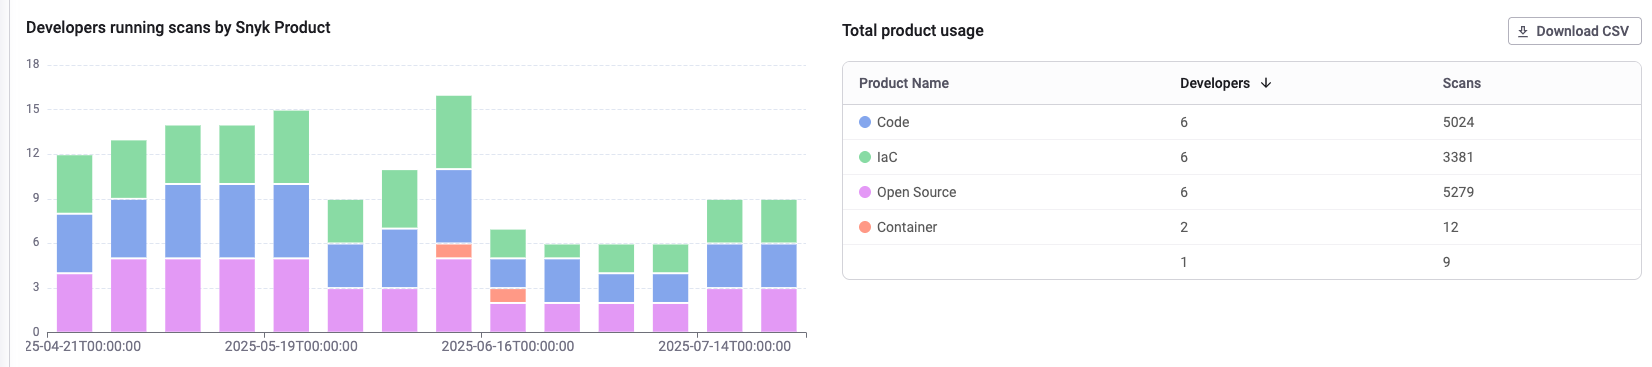 Developers running scans by Snyk Product
18
15
12
9
6
3
0
25-04-21T00:00:00
2025-05-19T00:00:00
2025-06-16T00:00:00
2025-07-14T00:00:00
Total product usage
Download CSV
Product Name Developers ↓ Scans
Code 6 5024
IaC 6 3381
Open Source 6 5279
Container 2 12
1 9